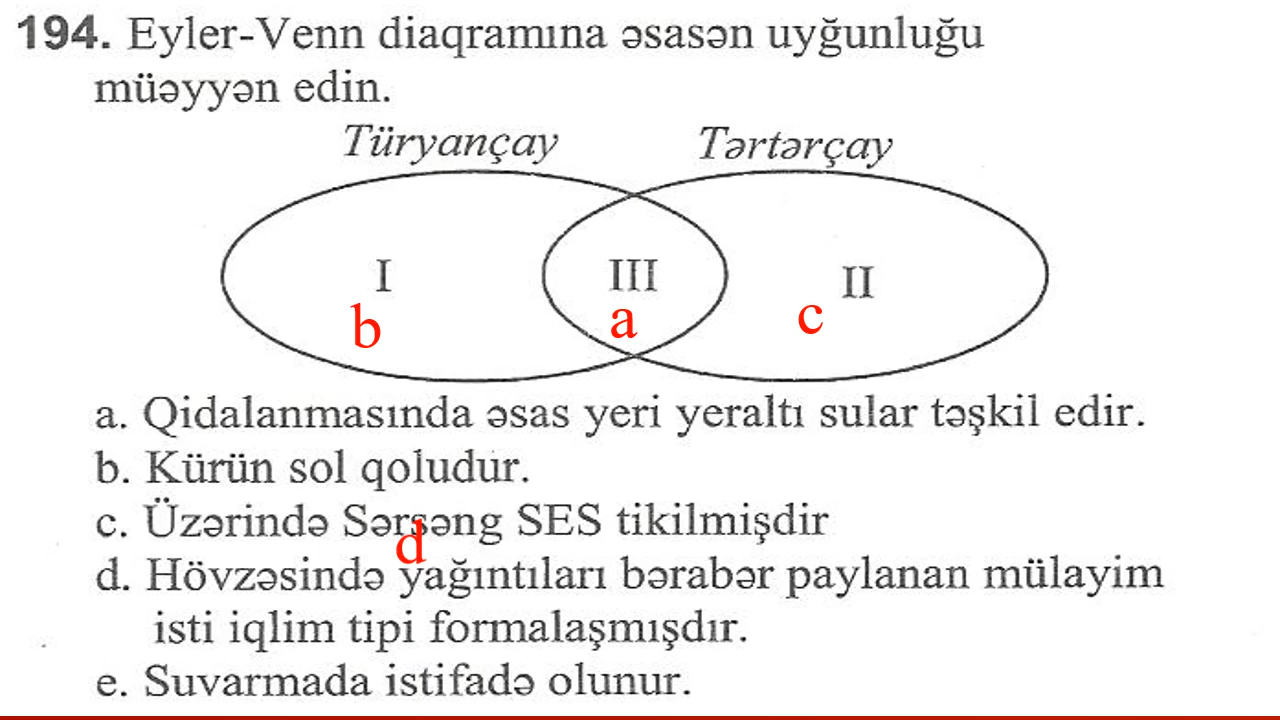 194. Eyler-Venn diaqramına əsasən uyğunluğu
müəyyən edin.
Türyançay Tərtərçay
I III II
b a c
a. Qidalanmasında əsas yeri yeraltı sular təşkil edir.
b. Kürün sol qoludur.
c. Üzərində Sərsəng SES tikilmişdir
d
d. Hövzəsində yağıntıları bərabər paylanan mülayim
isti iqlim tipi formalaşmışdır.
e. Suvarmada istifadə olunur.